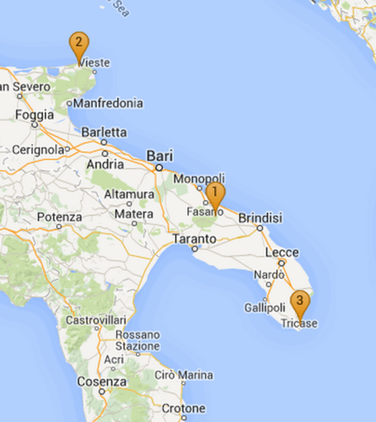 Sea
2
Vieste
an Severo
Manfredonia
Foggia
Barletta
Cerignola
Andria
Bari
Monopoli
1
Altamura
Fasano
Matera
Potenza
Brindisi
Taranto
Lecce
Nardò
3
Gallipoli
Tricase
Castrovillari
Rossano
Stazione
Acri
Cirò Marina
Cosenza
Crotone